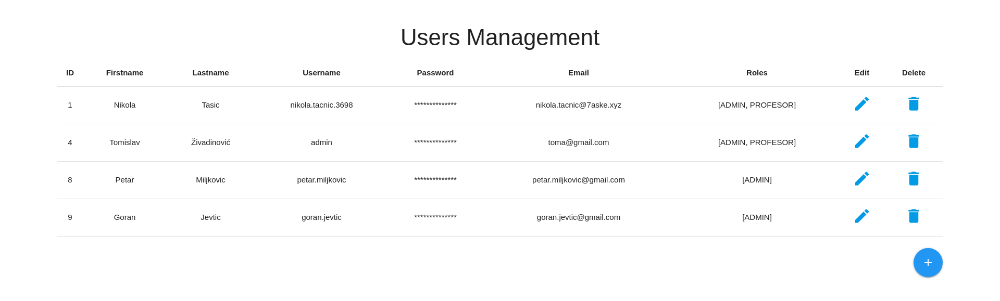 Users Management
ID Firstname Lastname Username Password Email Roles Edit Delete
1 Nikola Tasic nikola.tacnic.3698 ************** nikola.tacnic@7aske.xyz [ADMIN, PROFESOR]
4 Tomislav Živadinović admin ************** toma@gmail.com [ADMIN, PROFESOR]
8 Petar Miljkovic petar.miljkovic ************** petar.miljkovic@gmail.com [ADMIN]
9 Goran Jevtic goran.jevtic ************** goran.jevtic@gmail.com [ADMIN]
+